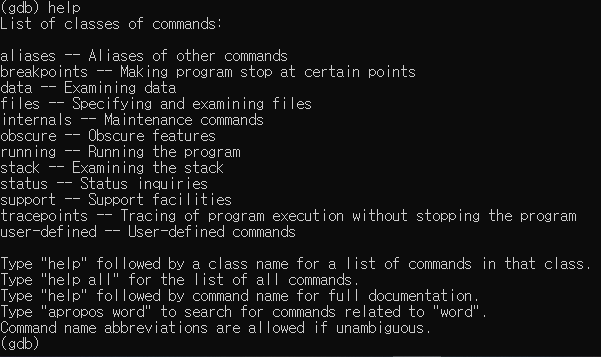 (gdb) help
List of classes of commands:
aliases -- Aliases of other commands
breakpoints -- Making program stop at certain points
data -- Examining data
files -- Specifying and examining files
internals -- Maintenance commands
obscure -- Obscure features
running -- Running the program
stack -- Examining the stack
status -- Status inquiries
support -- Support facilities
tracepoints -- Tracing of program execution without stopping the program
user-defined -- User-defined commands
Type "help" followed by a class name for a list of commands in that class.
Type "help all" for the list of all commands.
Type "help" followed by command name for full documentation.
Type "apropos word" to search for commands related to "word".
Command name abbreviations are allowed if unambiguous.
(gdb)